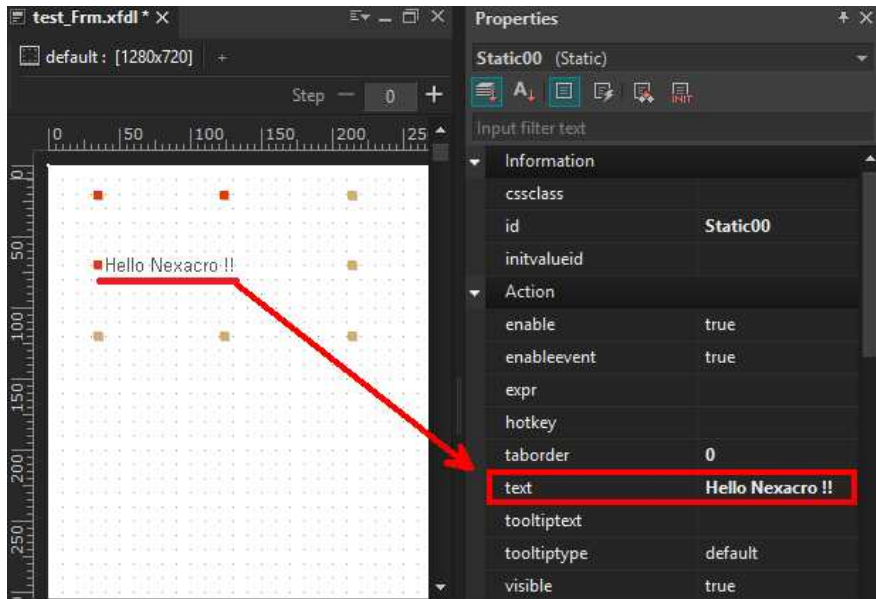 test_Frm.xfdl *
default : [1280x720] +
Step — 0 +
0 50 100 150 200 25
0
50
100
150
200
250
Hello Nexacro !!
Properties
Static00 (Static)
INIT
Input filter text
Information
cssclass
id Static00
initvalueid
Action
enable true
enableevent true
expr
hotkey
taborder 0
text Hello Nexacro !!
tooltiptext
tooltiptype default
visible true